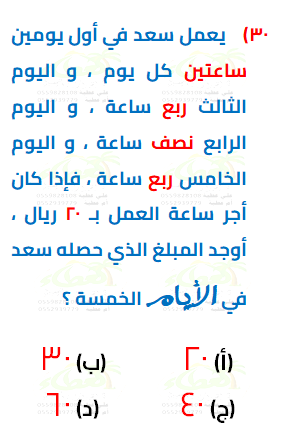 ٣٠) يعمل سعد في أول يومين
ساعتين كل يوم ، و اليوم
الثالث ربع ساعة ، و اليوم
الرابع نصف ساعة ، و اليوم
الخامس ربع ساعة ، فإذا كان
أجر ساعة العمل بـ ٢٠ ريال ،
أوجد المبلغ الذي حصله سعد
في الأيام الخمسة ؟
(أ) ٢٠ (ب) ٣٠
(ج) ٤٠ (د) ٦٠